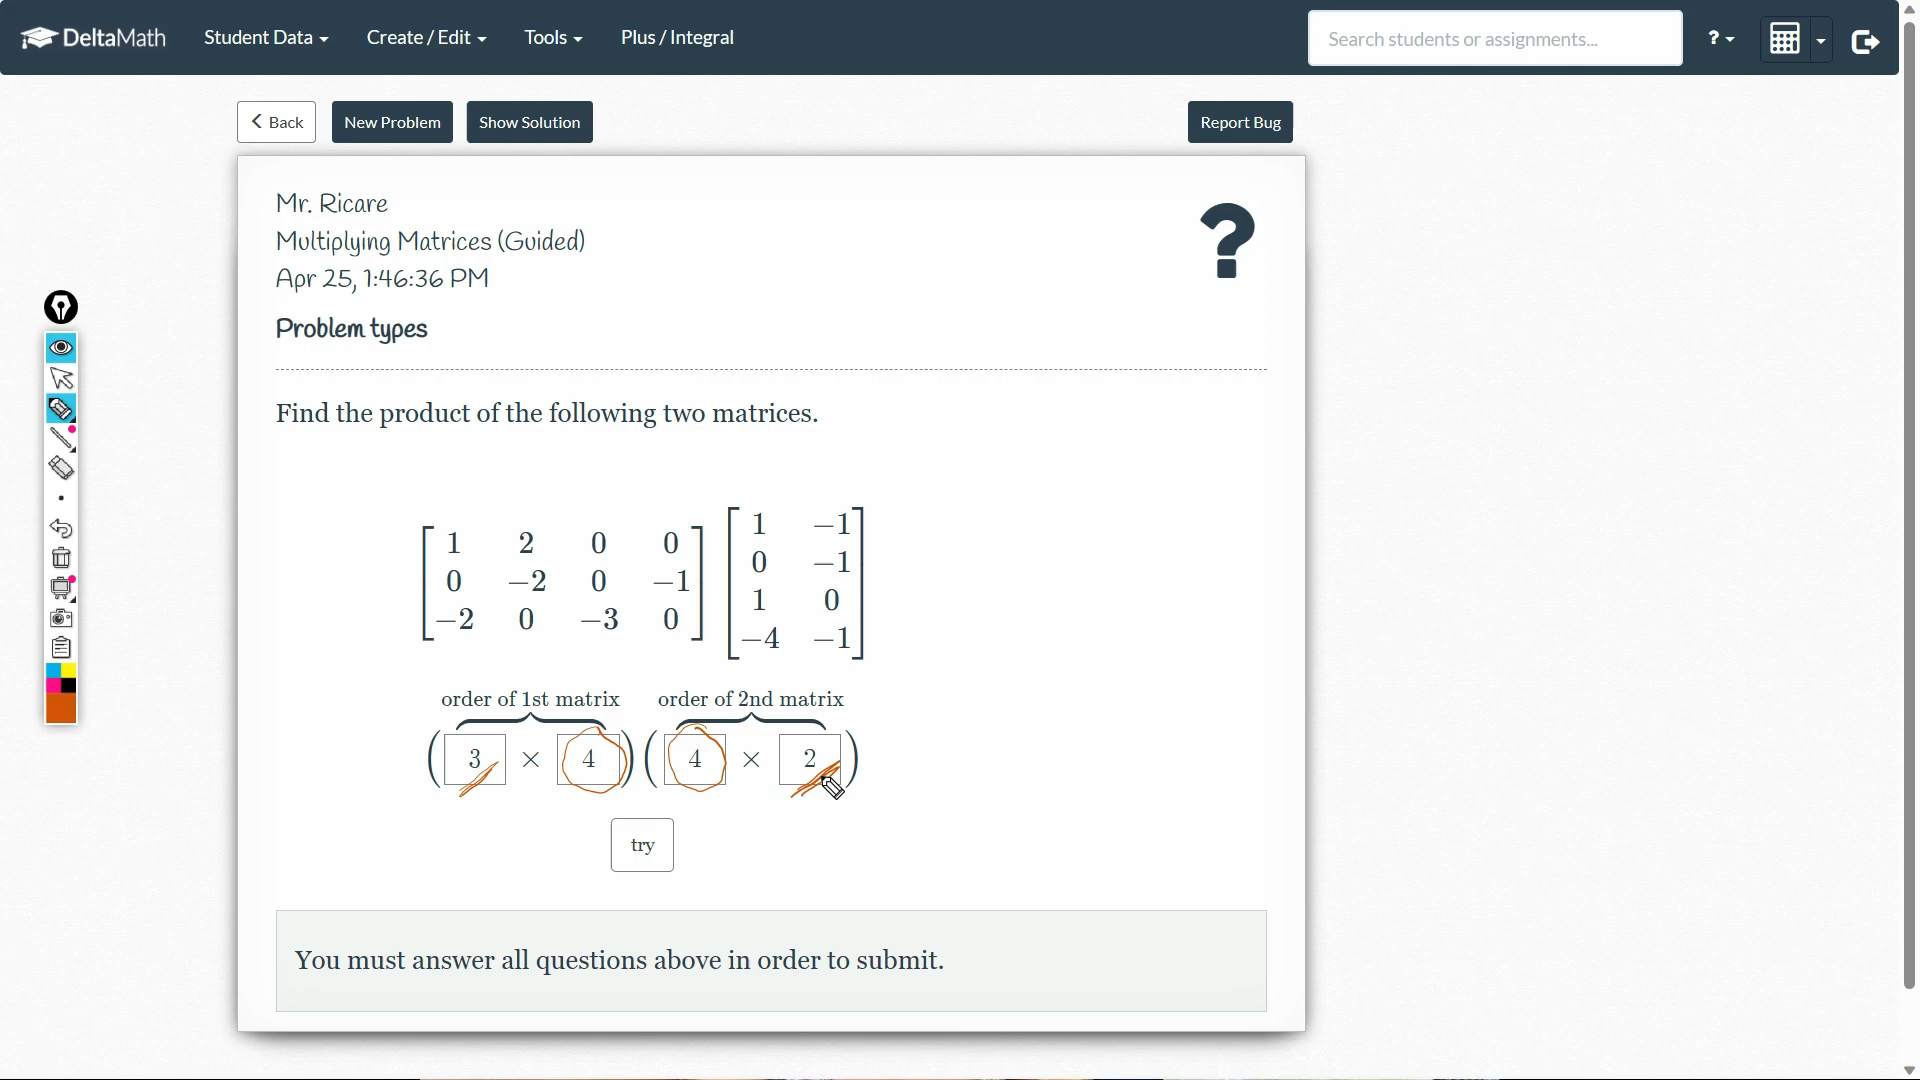 DeltaMath Student Data Create / Edit Tools Plus / Integral Search students or assignments... ?
Back New Problem Show Solution Report Bug
Mr. Ricare
Multiplying Matrices (Guided)
Apr 25, 1:46:36 PM
?
Problem types
Find the product of the following two matrices.
1 2 0 0
0 −2 0 −1
−2 0 −3 0
1 −1
0 −1
1 0
−4 −1
order of 1st matrix order of 2nd matrix
( 3 × 4 ) ( 4 × 2 )
try
You must answer all questions above in order to submit.